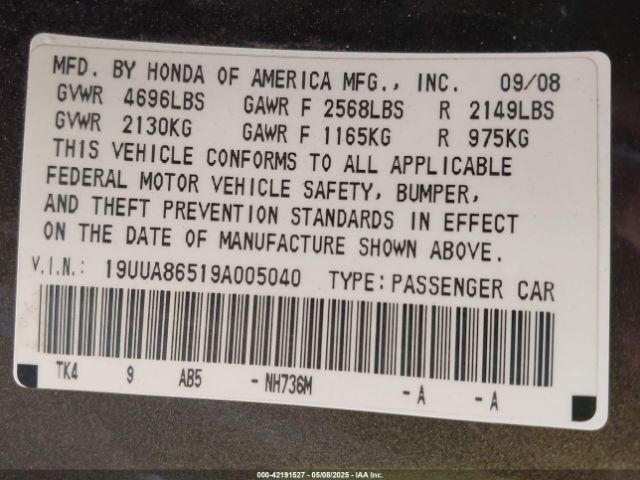 MFD. BY HONDA OF AMERICA MFG., INC. 09/08
GVWR 4696LBS GAWR F 2568LBS R 2149LBS
GVWR 2130KG GAWR F 1165KG R 975KG
THIS VEHICLE CONFORMS TO ALL APPLICABLE
FEDERAL MOTOR VEHICLE SAFETY, BUMPER,
AND THEFT PREVENTION STANDARDS IN EFFECT
ON THE DATE OF MANUFACTURE SHOWN ABOVE.
V.I.N.: 19UUA86519A005040 TYPE: PASSENGER CAR
TK4 9 AB5 - NH736M - A - A
000-42191527 - 05/08/2025 - IAA Inc.